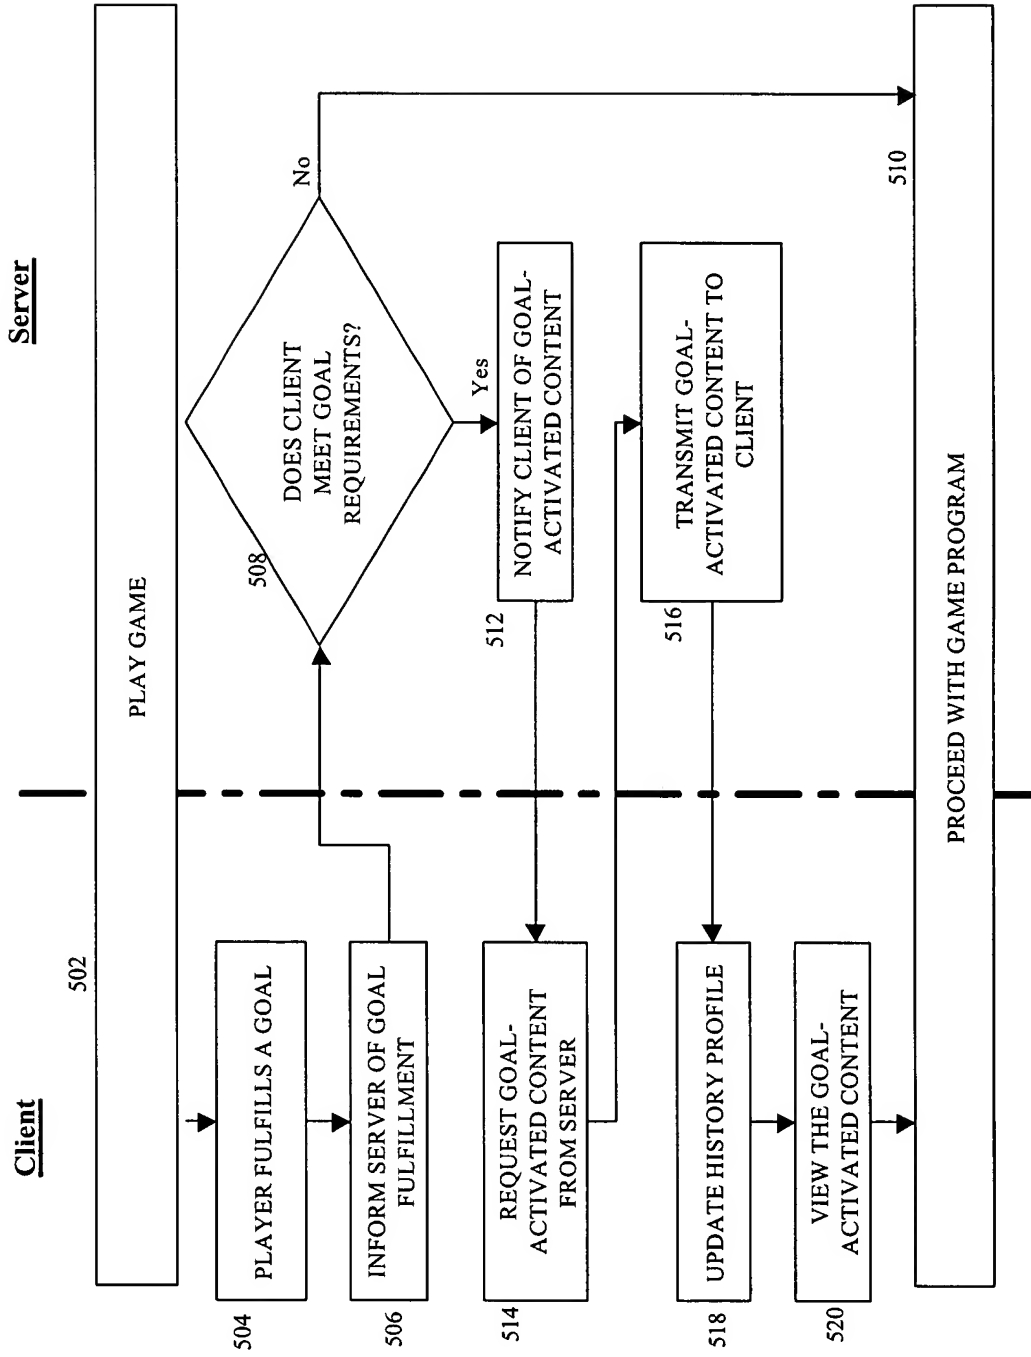 Client
Server
502
PLAY GAME
504
PLAYER FULFILLS A GOAL
506
INFORM SERVER OF GOAL
FULFILLMENT
508
DOES CLIENT
MEET GOAL
REQUIREMENTS?
No
Yes
512
NOTIFY CLIENT OF GOAL-
ACTIVATED CONTENT
514
REQUEST GOAL-
ACTIVATED CONTENT
FROM SERVER
516
TRANSMIT GOAL-
ACTIVATED CONTENT TO
CLIENT
518
UPDATE HISTORY PROFILE
520
VIEW THE GOAL-
ACTIVATED CONTENT
510
PROCEED WITH GAME PROGRAM